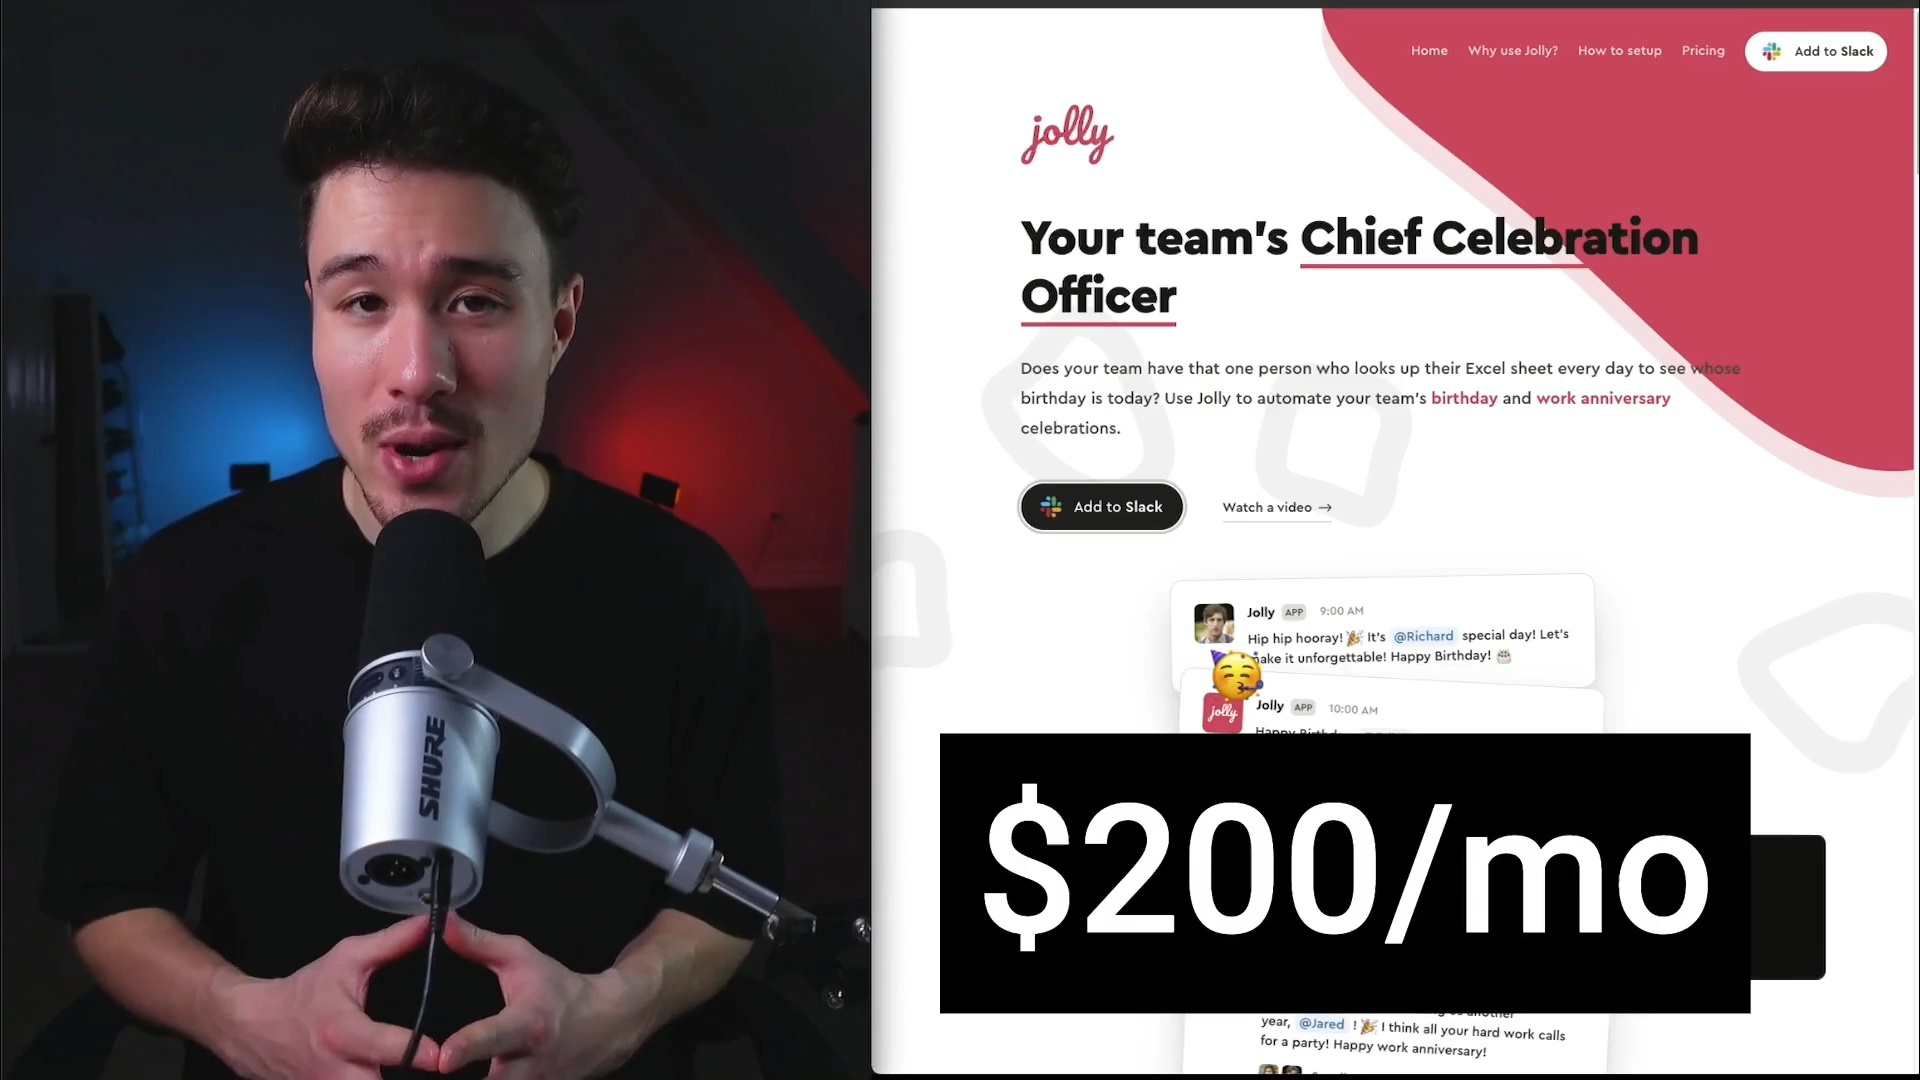 Home Why use Jolly? How to setup Pricing Add to Slack
jolly
Your team's Chief Celebration
Officer
Does your team have that one person who looks up their Excel sheet every day to see whose
birthday is today? Use Jolly to automate your team's birthday and work anniversary
celebrations.
Add to Slack Watch a video →
Jolly APP 9:00 AM
Hip hip hooray! 🎉 It's @Richard special day! Let's
make it unforgettable! Happy Birthday! 🎂
jolly
Jolly APP 10:00 AM
$200/mo
year, @Jared ! 🎉 I think all your hard work calls
for a party! Happy work anniversary!
SHURE